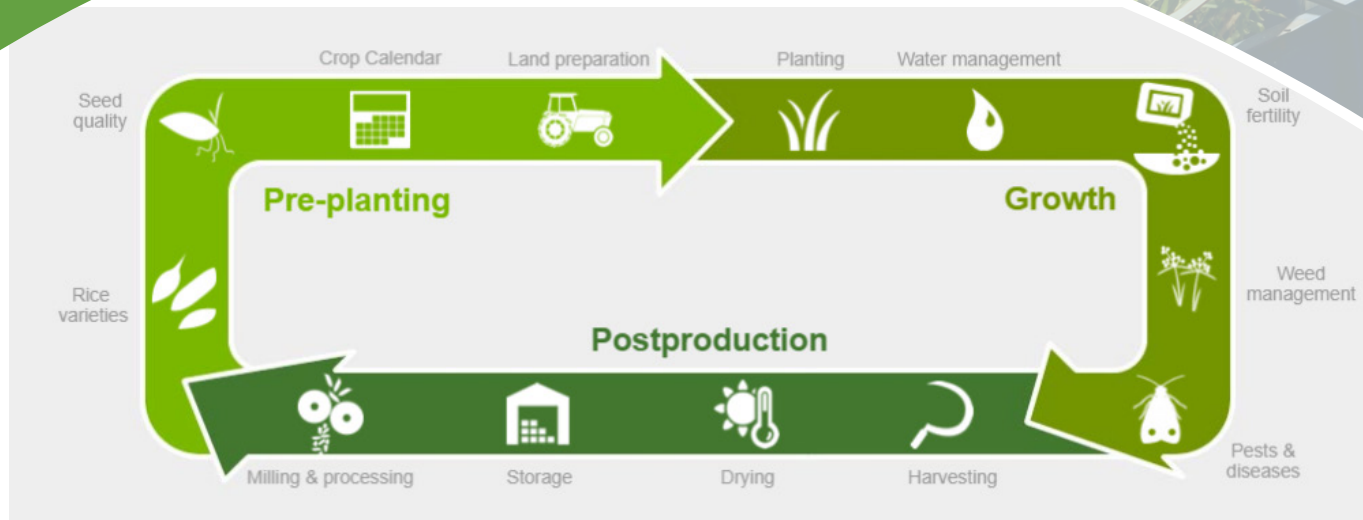 Crop Calendar
Land preparation
Planting
Water management
Seed
quality
Soil
fertility
Pre-planting
Growth
Rice
varieties
Weed
management
Postproduction
Milling & processing
Storage
Drying
Harvesting
Pests &
diseases